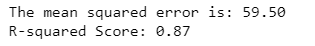 The mean squared error is: 59.50
R-squared Score: 0.87